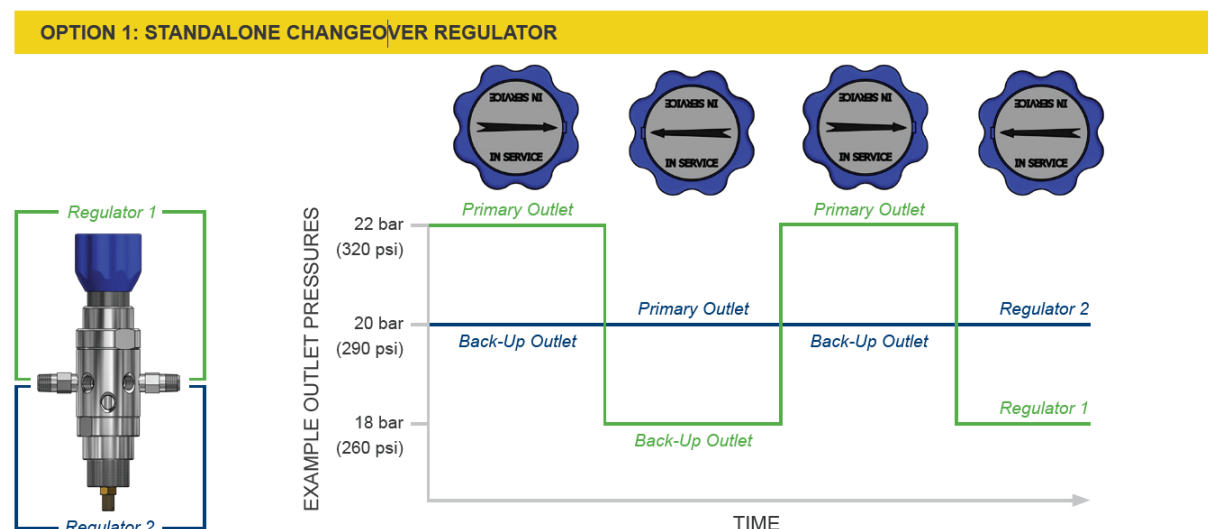 OPTION 1: STANDALONE CHANGEOVER REGULATOR
IN SERVICE
IN SERVICE
IN SERVICE
IN SERVICE
IN SERVICE
IN SERVICE
IN SERVICE
IN SERVICE
Regulator 1
Regulator 2
EXAMPLE OUTLET PRESSURES
22 bar
(320 psi)
20 bar
(290 psi)
18 bar
(260 psi)
Primary Outlet
Primary Outlet
Primary Outlet
Regulator 2
Back-Up Outlet
Back-Up Outlet
Regulator 1
Back-Up Outlet
TIME